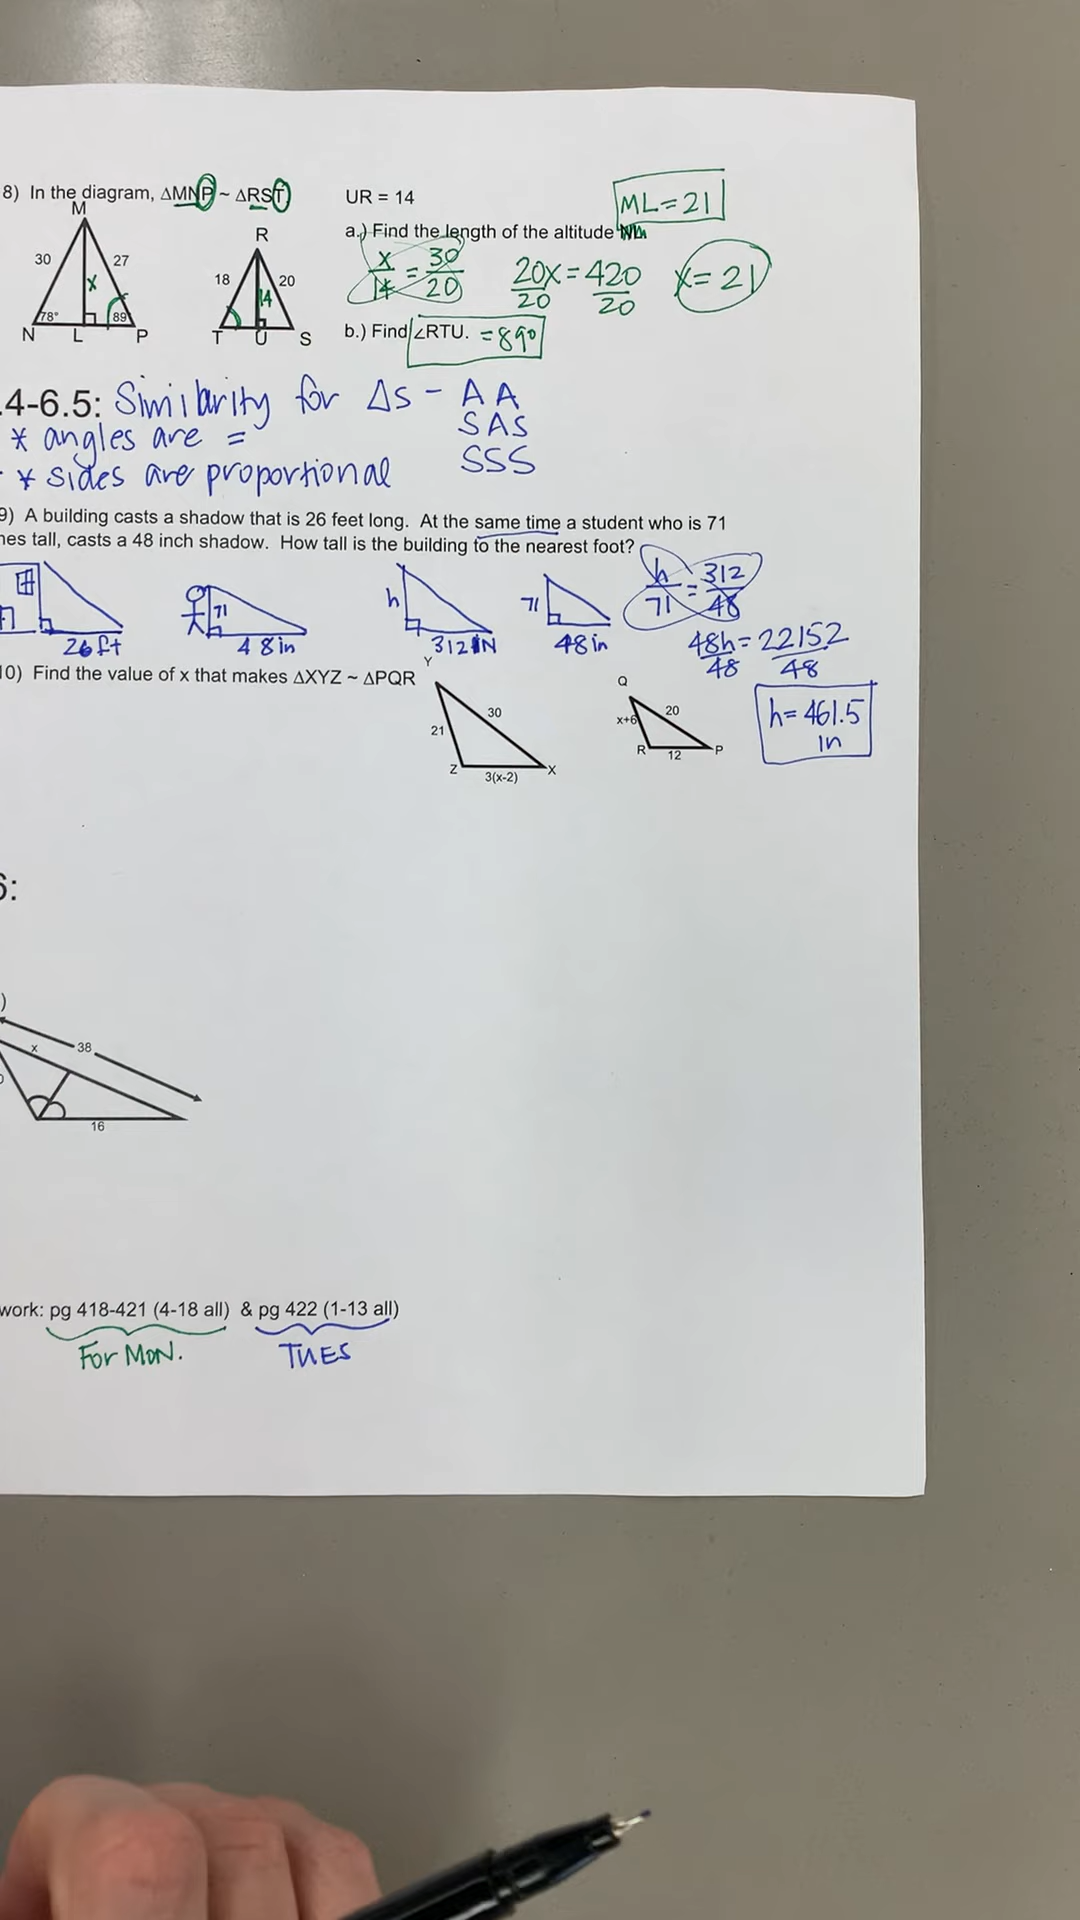 8) In the diagram, ΔMNP ~ ΔRST
UR = 14
ML=21
a.) Find the length of the altitude
M
30
27
x
78°
89
N
L
P
R
18
20
14
T
U
S
x/14 = 30/20
20x = 420
20 20
x = 21
b.) Find ∠RTU. = 89°
.4-6.5: Similarity for Δs - AA
SAS
SSS
* angles are =
* sides are proportional
9) A building casts a shadow that is 26 feet long. At the same time a student who is 71
hes tall, casts a 48 inch shadow. How tall is the building to the nearest foot?
26ft
71
48in
h
312 IN
71
48in
h/71 = 312/48
48h = 22152
48 48
h = 461.5
in
10) Find the value of x that makes ΔXYZ ~ ΔPQR
Y
30
21
Z
3(x-2)
X
Q
x+6
20
R
12
P
6:
)
x
38
16
work: pg 418-421 (4-18 all) & pg 422 (1-13 all)
For MON.
TUES